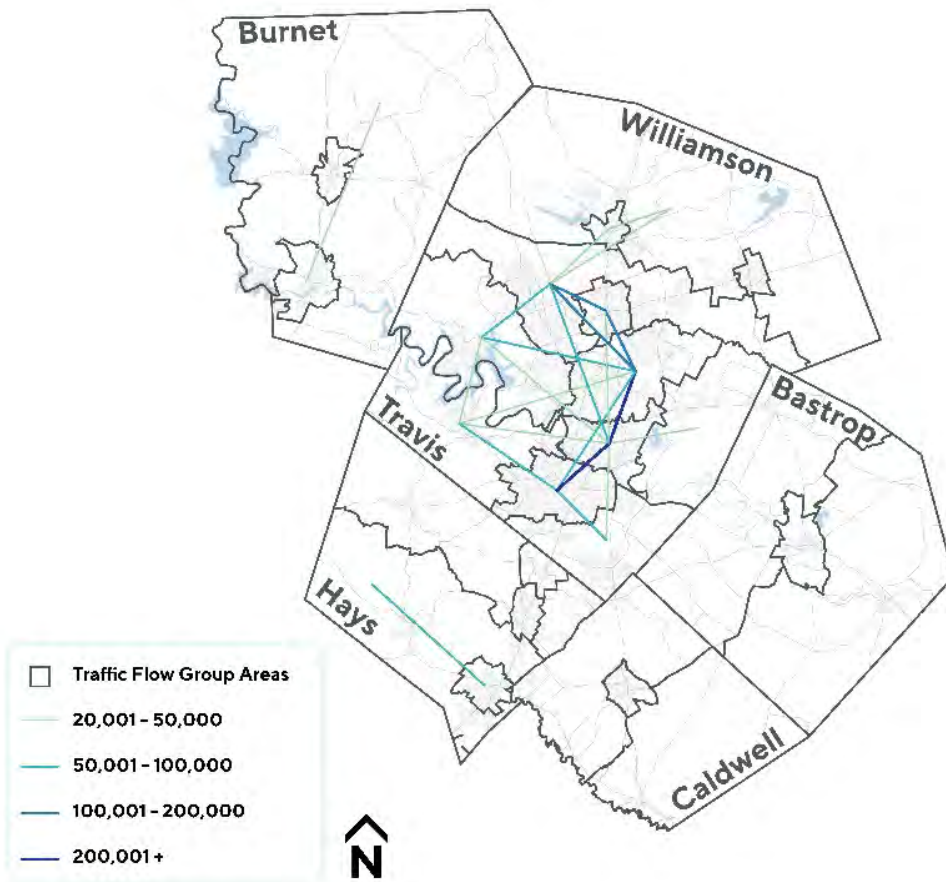 Burnet
Williamson
Bastrop
Travis
Hays
Caldwell
Traffic Flow Group Areas
20,001 – 50,000
50,001 – 100,000
100,001 – 200,000
200,001 +
N